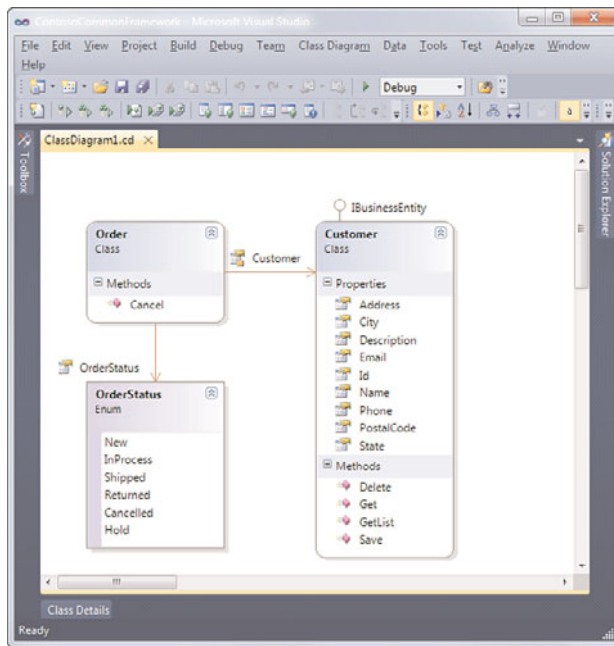 ContosoCommonFramework - Microsoft Visual Studio
File Edit View Project Build Debug Team Class Diagram Data Tools Test Analyze Window
Help
Debug
a
Toolbox
ClassDiagram1.cd
Solution Explorer
IBusinessEntity
Order
Class
Methods
Cancel
Customer
Customer
Class
Properties
Address
City
Description
Email
Id
Name
Phone
PostalCode
State
Methods
Delete
Get
GetList
Save
OrderStatus
OrderStatus
Enum
New
InProcess
Shipped
Returned
Cancelled
Hold
Class Details
Ready